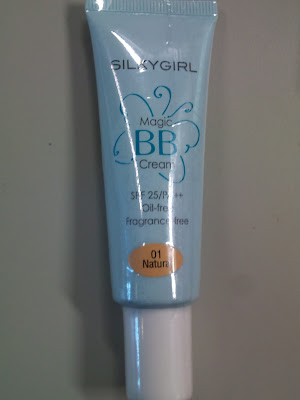 SILKYGIRL
Magic
BB
Cream
SPF 25/PA++
Oil-free
Fragrance-free
01
Natural